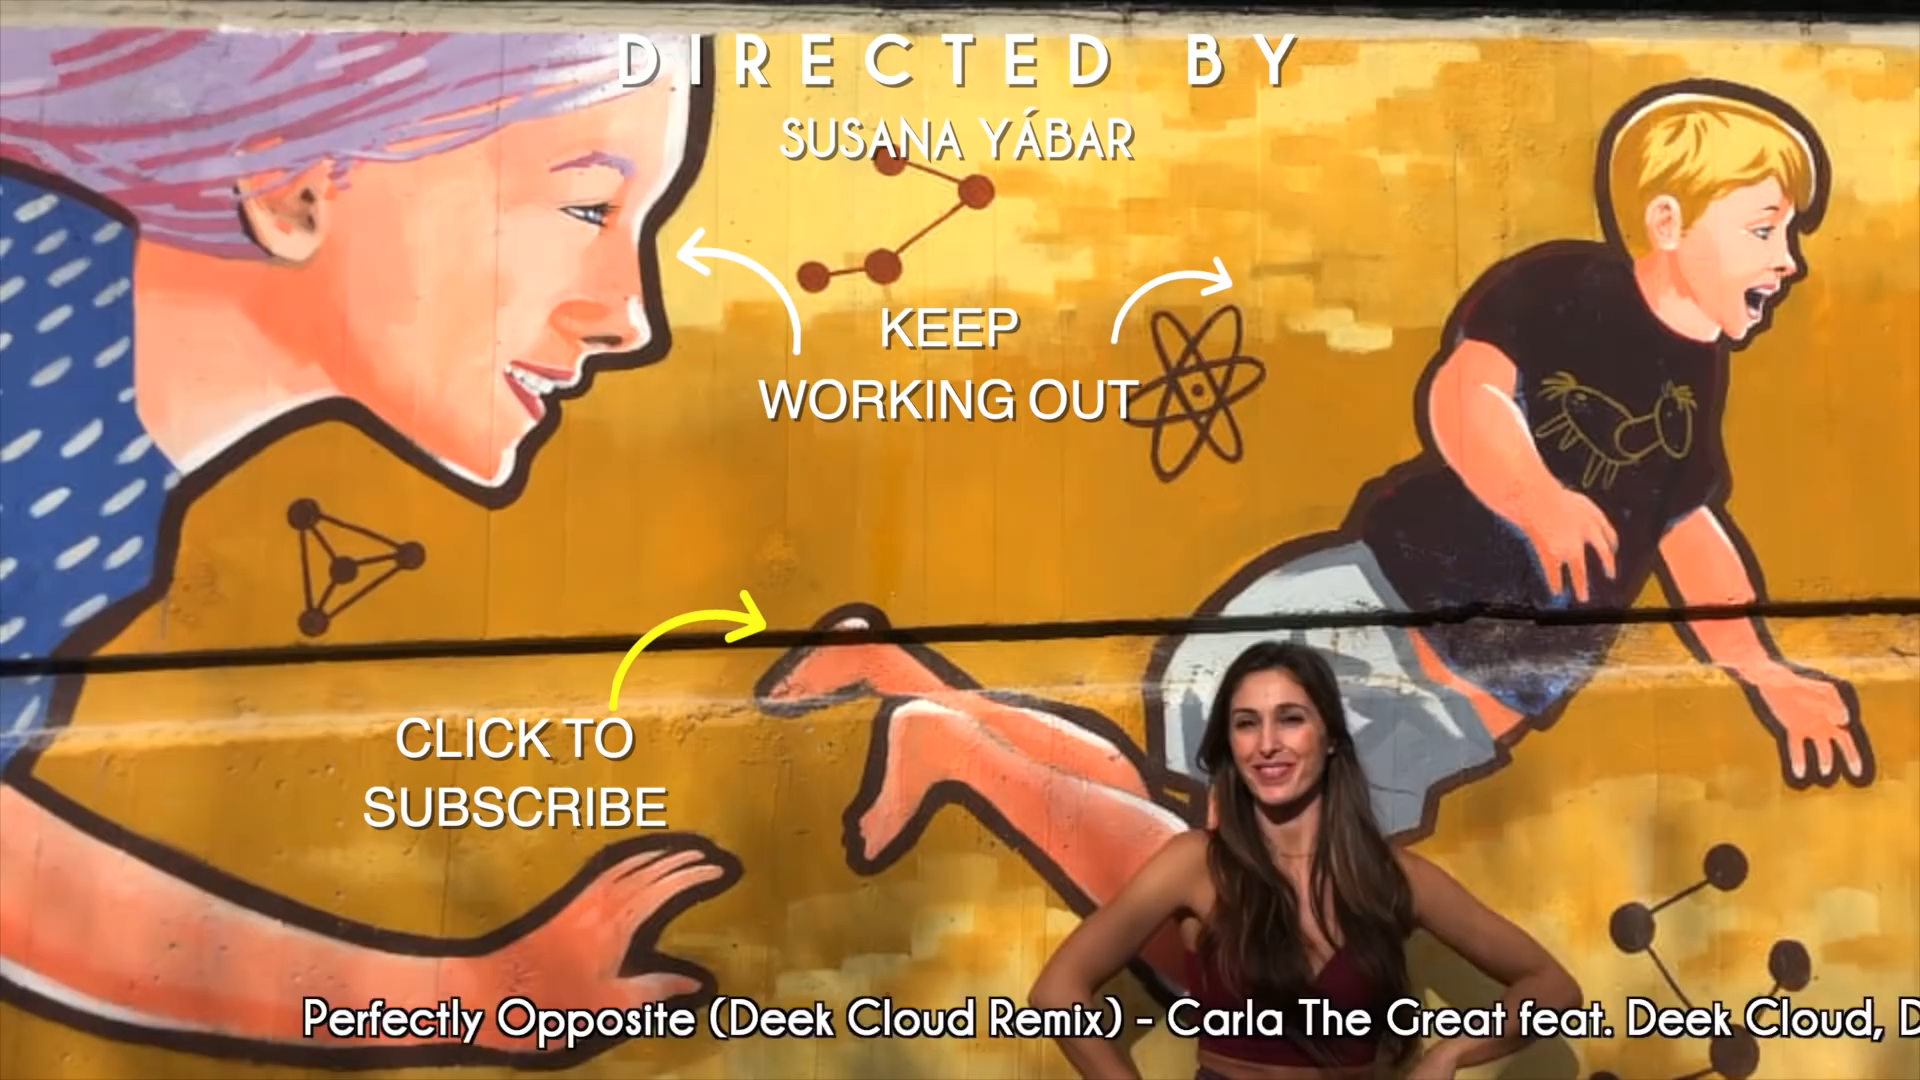 DIRECTED BY
SUSANA YÁBAR
KEEP
WORKING OUT
CLICK TO
SUBSCRIBE
Perfectly Opposite (Deek Cloud Remix) - Carla The Great feat. Deek Cloud, D